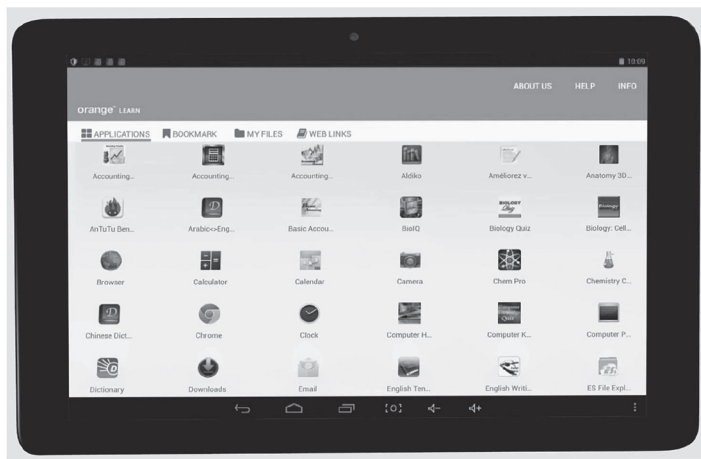 10:09
ABOUT US HELP INFO
orange™ LEARN
APPLICATIONS BOOKMARK MY FILES WEB LINKS
Accounting... Accounting... Accounting... Aldiko Améliorez v... Anatomy 3D...
AnTuTu Ben... Arabic<>Eng... Basic Accou... BioIQ Biology Quiz Biology: Cell...
Browser Calculator Calendar Camera Chem Pro Chemistry C...
Chinese Dict... Chrome Clock Computer H... Computer K... Computer P...
Dictionary Downloads Email English Ten... English Writi... ES File Expl...